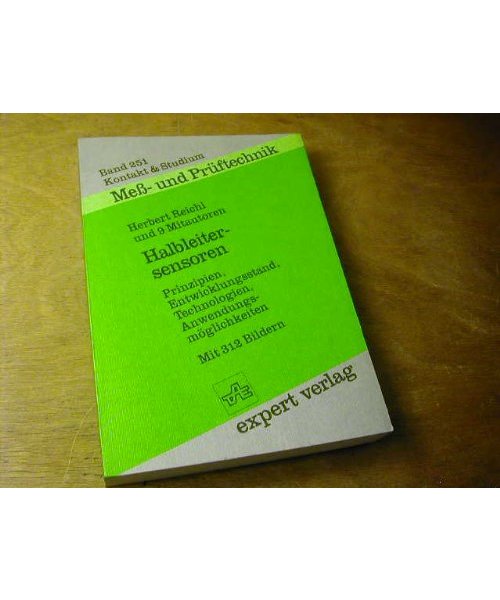 Band 251
Kontakt & Studium
Meß- und Prüftechnik
Herbert Reichl
und 9 Mitautoren
Halbleiter-
sensoren
Prinzipien,
Entwicklungsstand,
Technologien,
Anwendungs-
möglichkeiten
Mit 312 Bildern
expert verlag